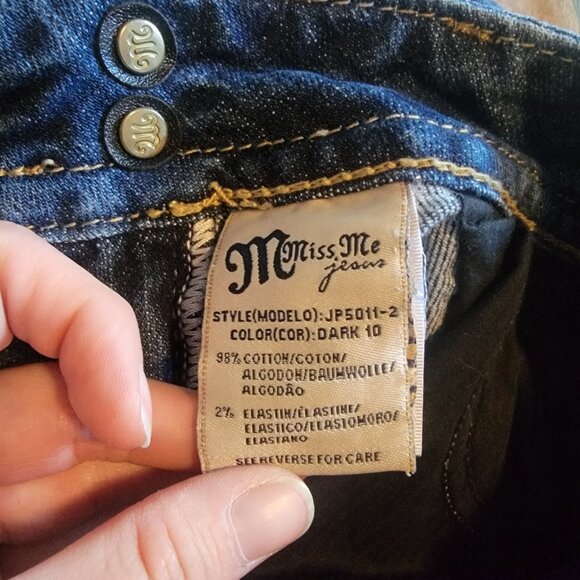 M Miss Me
jeans
STYLE(MODELO):JP5011-2
COLOR(COR):DARK 10
98% COTTON/COTON/
ALGODON/BAUMWOLLE/
ALGODÃO
2% ELASTIN/ÉLASTINE/
ELASTICO/ELASTOMORO/
ELASTANO
SEE REVERSE FOR CARE